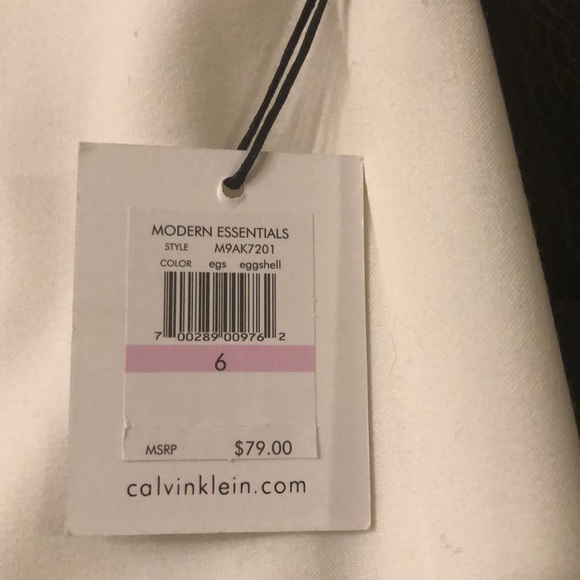 MODERN ESSENTIALS
STYLE M9AK7201
COLOR egs eggshell
7 00289 00976 2
6
MSRP $79.00
calvinklein.com